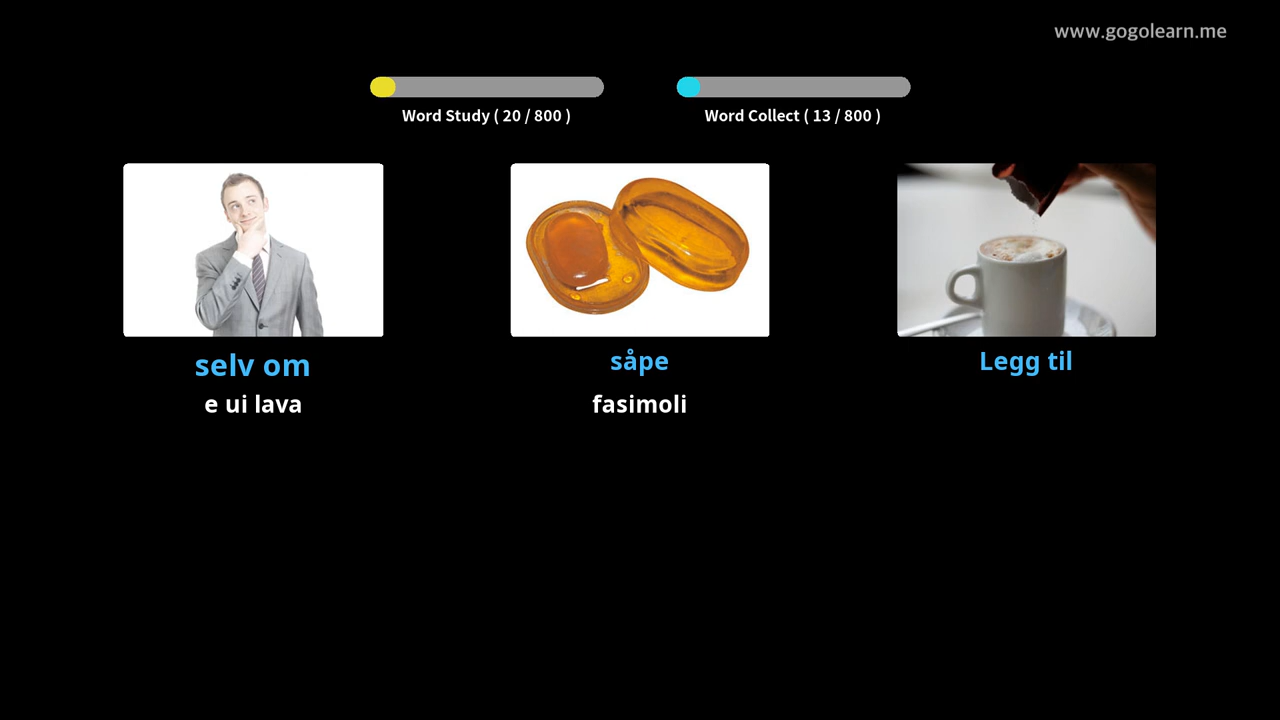 www.gogolearn.me
Word Study ( 20 / 800 )
Word Collect ( 13 / 800 )
selv om
e ui lava
såpe
fasimoli
Legg til